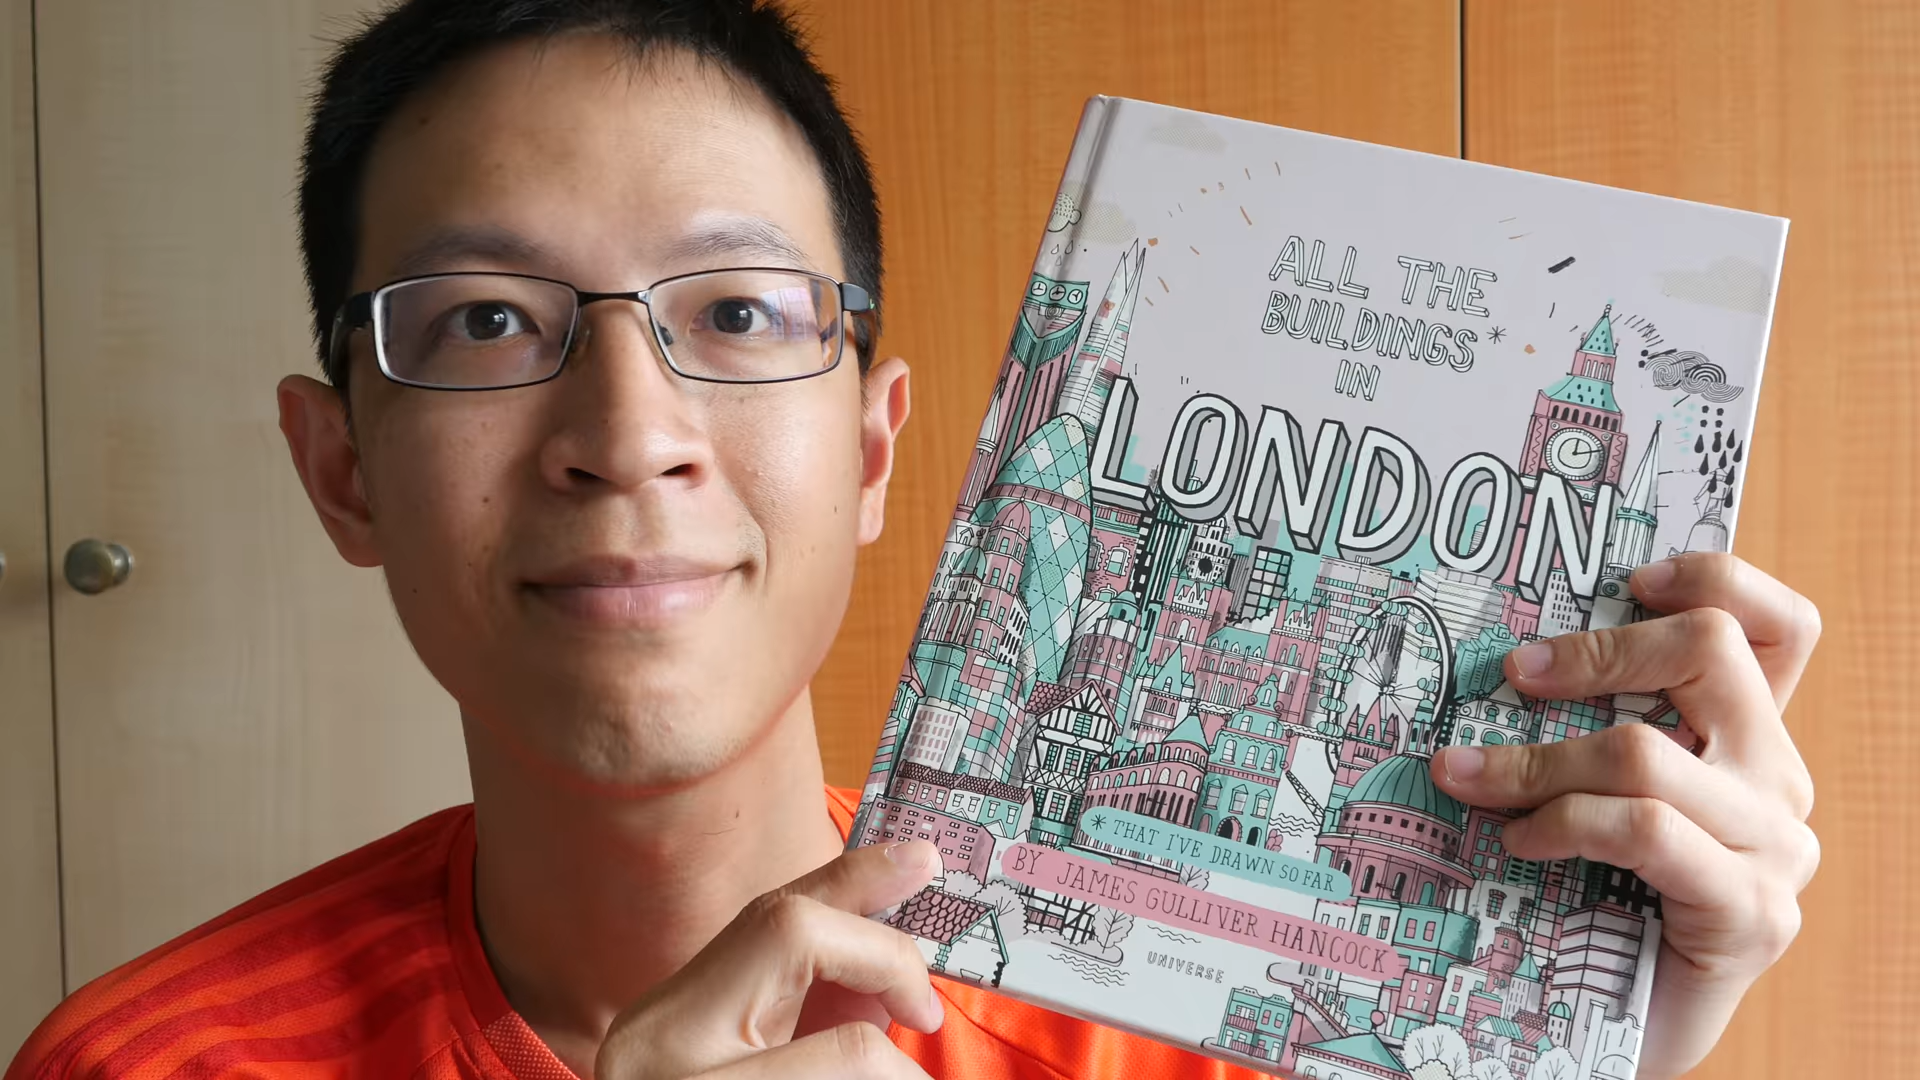 ALL THE
BUILDINGS*
IN
LONDON
* THAT I'VE DRAWN SO FAR
BY JAMES GULLIVER HANCOCK
UNIVERSE